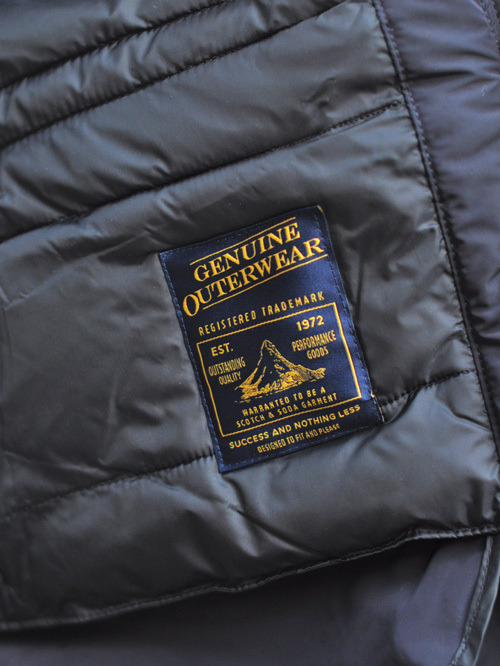 GENUINE
OUTERWEAR
REGISTERED TRADEMARK
EST. 1972
OUTSTANDING PERFORMANCE
QUALITY GOODS
WARRANTED TO BE A
SCOTCH & SODA GARMENT
SUCCESS AND NOTHING LESS
DESIGNED TO FIT AND PLEASE